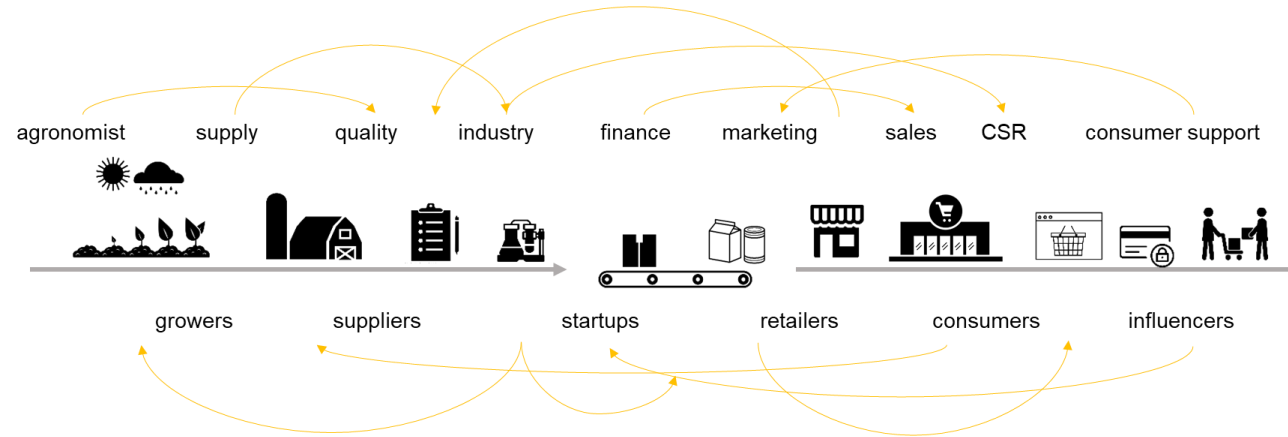 agronomist supply quality industry finance marketing sales CSR consumer support
growers suppliers startups retailers consumers influencers